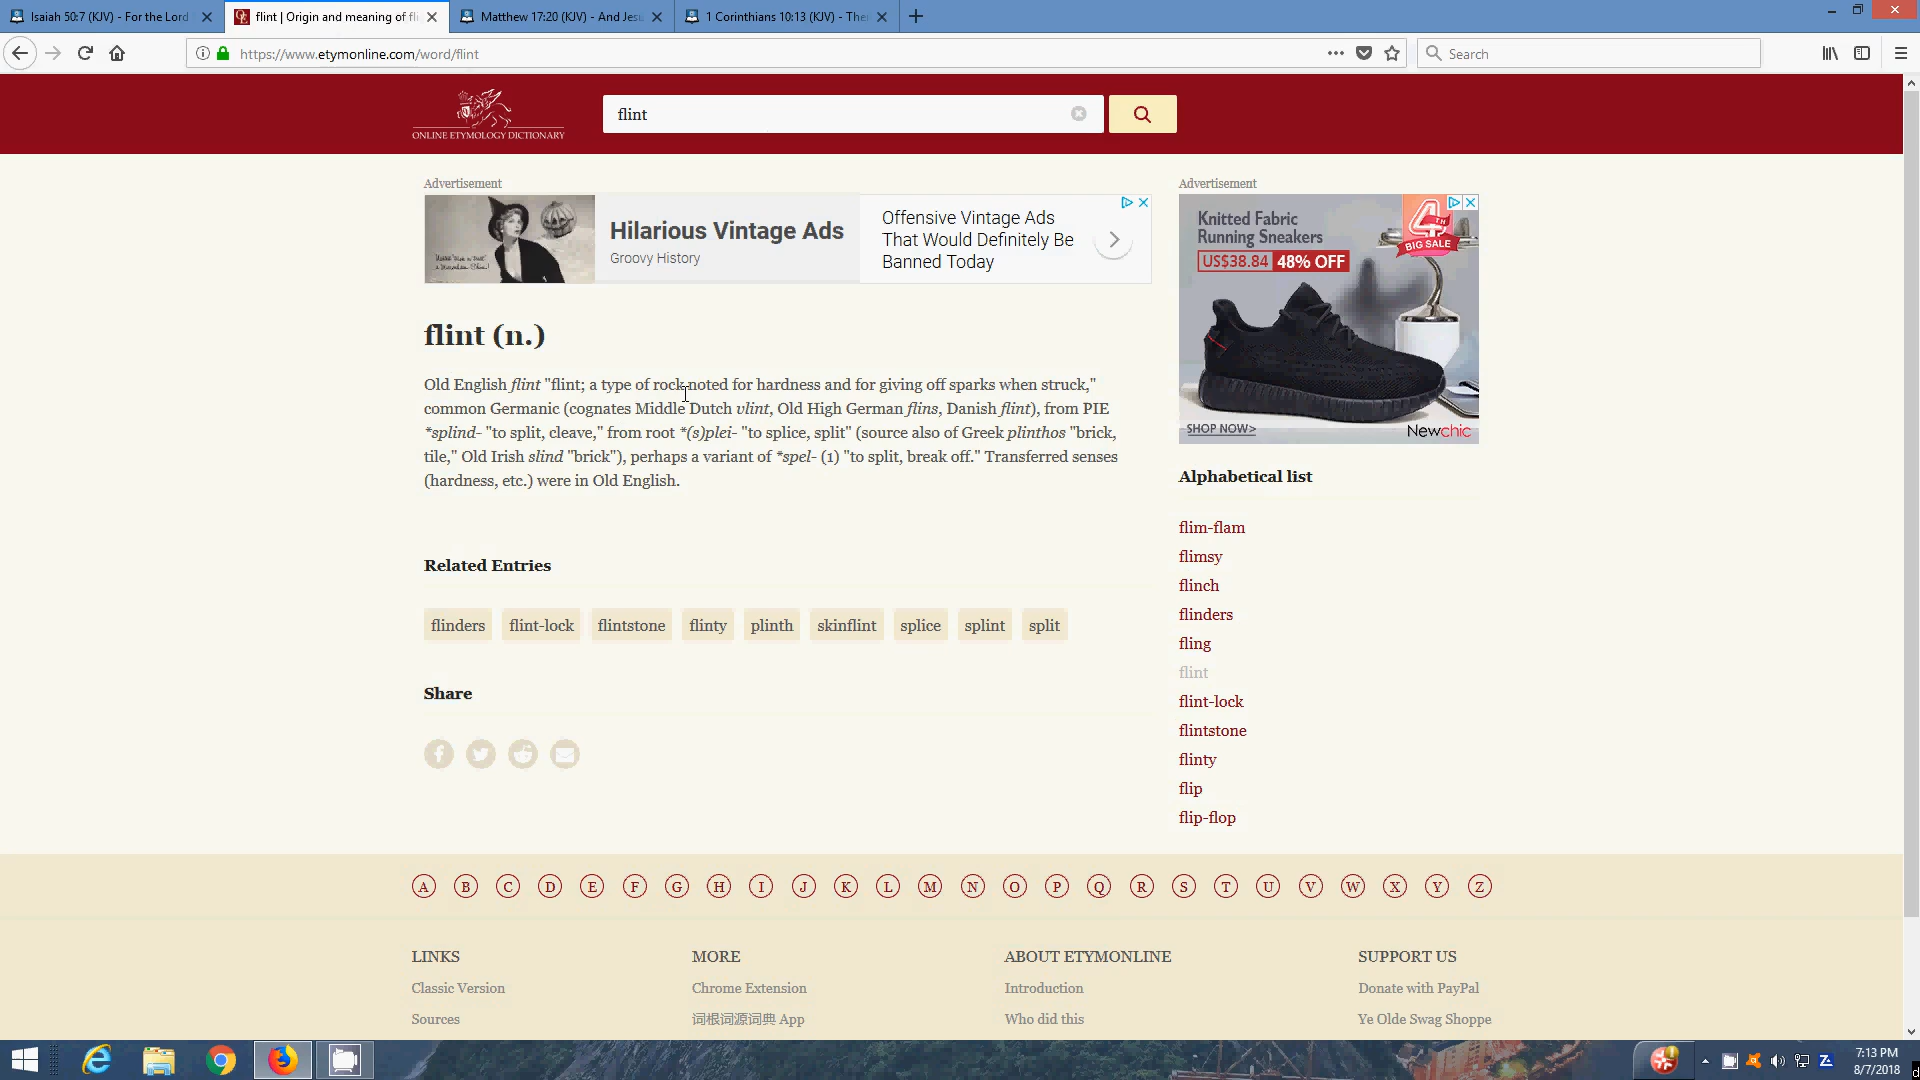 Isaiah 50:7 (KJV) - For the Lord
flint | Origin and meaning of fli
Matthew 17:20 (KJV) - And Jesu
1 Corinthians 10:13 (KJV) - The
https://www.etymonline.com/word/flint
Search
ONLINE ETYMOLOGY DICTIONARY
flint
Advertisement
Hilarious Vintage Ads
Groovy History
Offensive Vintage Ads
That Would Definitely Be
Banned Today
Advertisement
Knitted Fabric
Running Sneakers
US$38.84 48% OFF
4TH
BIG SALE
SHOP NOW>
Newchic
flint (n.)
Old English flint "flint; a type of rock noted for hardness and for giving off sparks when struck,"
common Germanic (cognates Middle Dutch vlint, Old High German flins, Danish flint), from PIE
*splind- "to split, cleave," from root *(s)plei- "to splice, split" (source also of Greek plinthos "brick,
tile," Old Irish slind "brick"), perhaps a variant of *spel- (1) "to split, break off." Transferred senses
(hardness, etc.) were in Old English.
Related Entries
flinders flint-lock flintstone flinty plinth skinflint splice splint split
Share
Alphabetical list
flim-flam
flimsy
flinch
flinders
fling
flint
flint-lock
flintstone
flinty
flip
flip-flop
A B C D E F G H I J K L M N O P Q R S T U V W X Y Z
LINKS
Classic Version
Sources
MORE
Chrome Extension
词根词源词典 App
ABOUT ETYMONLINE
Introduction
Who did this
SUPPORT US
Donate with PayPal
Ye Olde Swag Shoppe
7:13 PM
8/7/2018